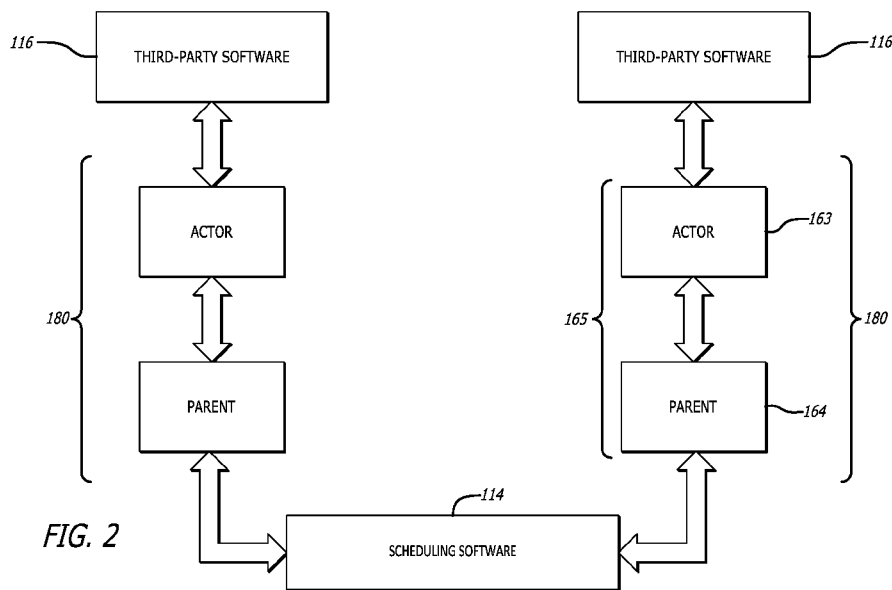 116
THIRD-PARTY SOFTWARE
THIRD-PARTY SOFTWARE
116
ACTOR
ACTOR
163
180
165
180
PARENT
PARENT
164
114
SCHEDULING SOFTWARE
FIG. 2